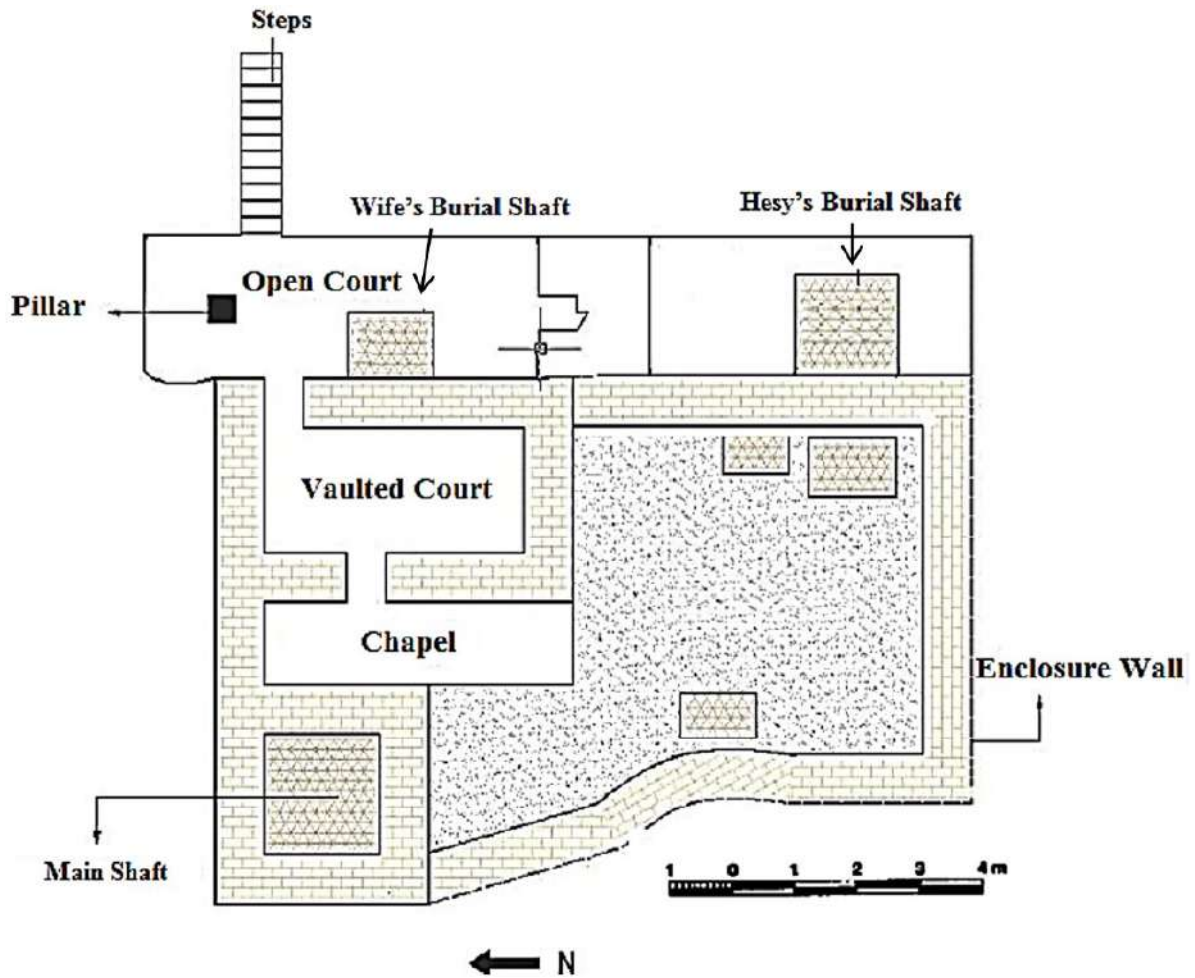 Steps
Wife's Burial Shaft
Hesy's Burial Shaft
Open Court
Pillar
Vaulted Court
Chapel
Enclosure Wall
Main Shaft
1 0 1 2 3 4 m
N